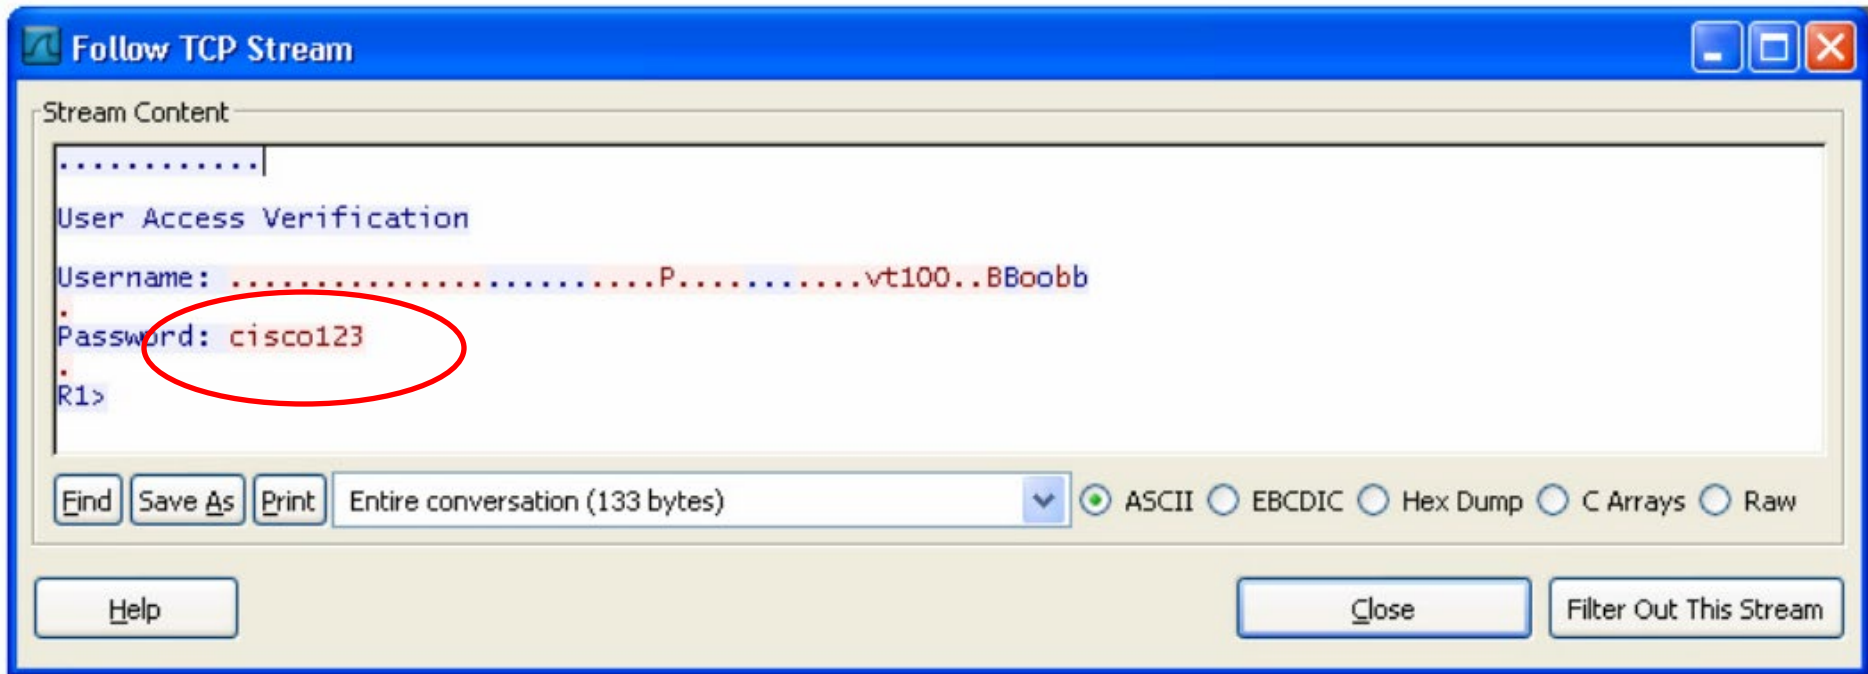 Follow TCP Stream
Stream Content
............
User Access Verification
Username: .........................P...........vt100..BBoobb
.
Password: cisco123
.
R1>
Find Save As Print Entire conversation (133 bytes) ASCII EBCDIC Hex Dump C Arrays Raw
Help Close Filter Out This Stream